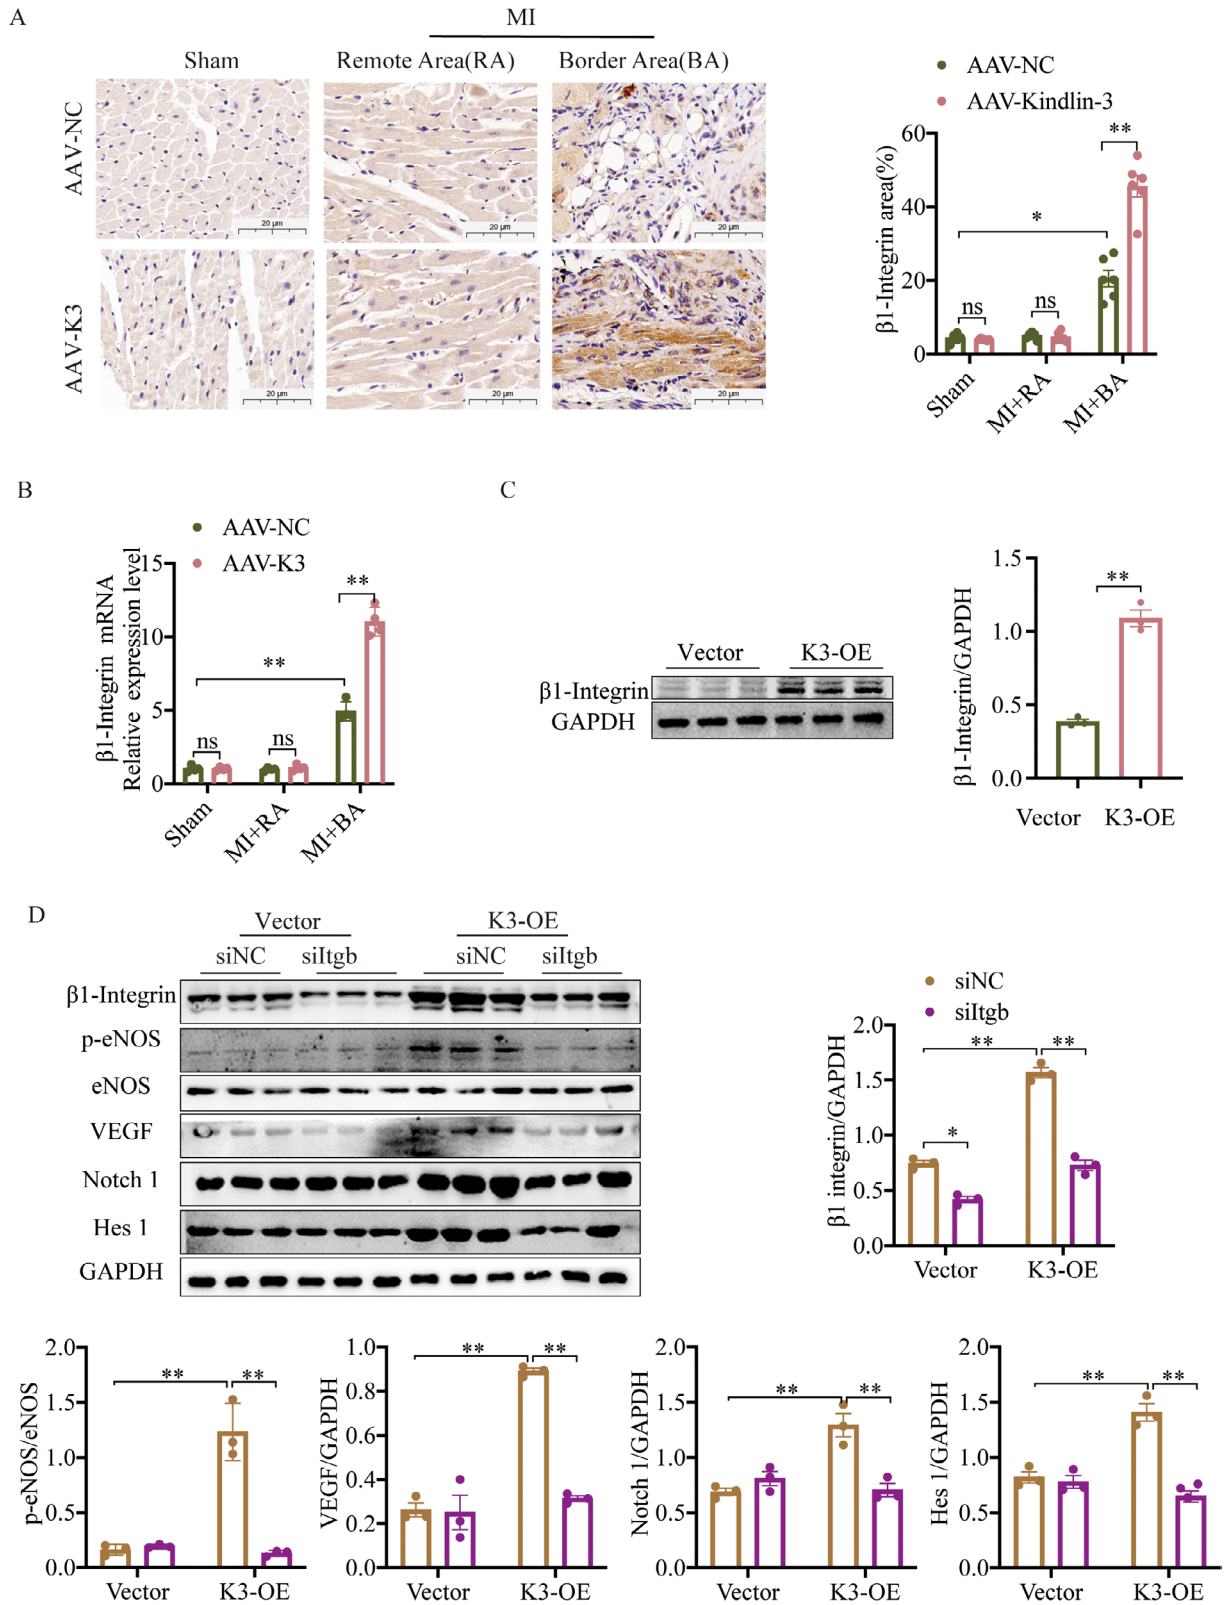 A
MI
Sham
Remote Area(RA)
Border Area(BA)
AAV-NC
AAV-K3
20 μm
20 μm
20 μm
20 μm
20 μm
20 μm
AAV-NC
AAV-Kindlin-3
β1-Integrin area(%)
60
40
20
0
ns
ns
*
**
Sham
MI+RA
MI+BA
B
AAV-NC
AAV-K3
β1-Integrin mRNA
Relative expression level
15
10
5
0
ns
ns
**
**
Sham
MI+RA
MI+BA
C
Vector
K3-OE
β1-Integrin
GAPDH
β1-Integrin/GAPDH
1.5
1.0
0.5
0.0
**
Vector
K3-OE
D
Vector
K3-OE
siNC
siItgb
siNC
siItgb
β1-Integrin
p-eNOS
eNOS
VEGF
Notch 1
Hes 1
GAPDH
siNC
siItgb
β1 integrin/GAPDH
2.0
1.5
1.0
0.5
0.0
**
**
*
Vector
K3-OE
p-eNOS/eNOS
2.0
1.5
1.0
0.5
0.0
**
**
Vector
K3-OE
VEGF/GAPDH
1.0
0.8
0.6
0.4
0.2
0.0
**
**
Vector
K3-OE
Notch 1/GAPDH
2.0
1.5
1.0
0.5
0.0
**
**
Vector
K3-OE
Hes 1/GAPDH
2.0
1.5
1.0
0.5
0.0
**
**
Vector
K3-OE